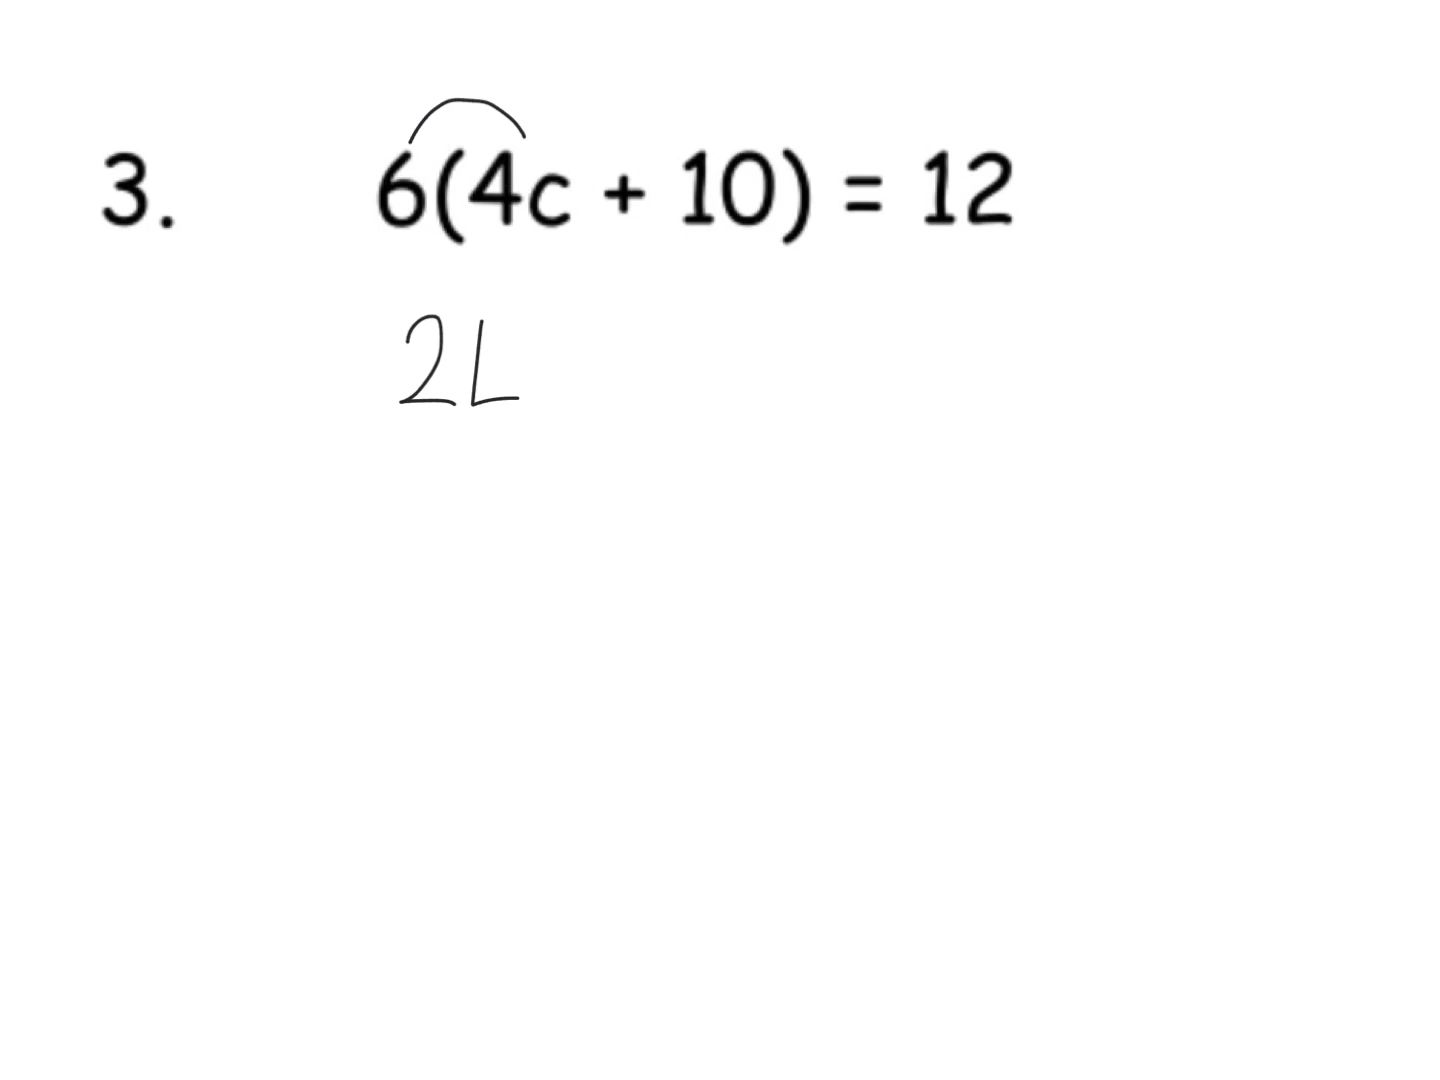 3. 6(4c + 10) = 12
2L